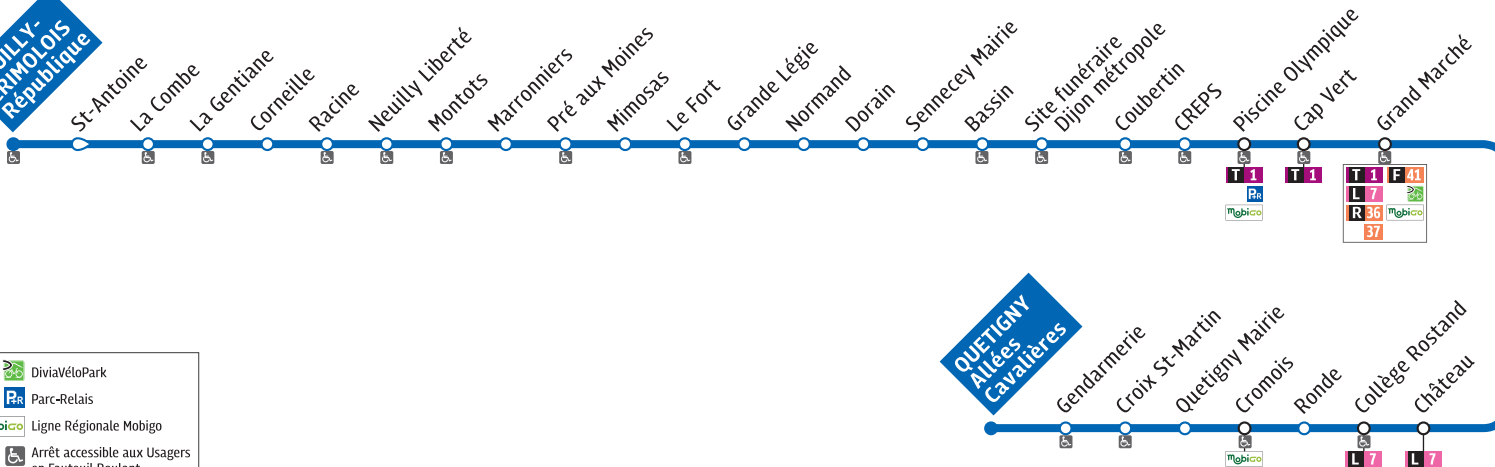 République
St-Antoine
La Combe
La Gentiane
Corneille
Racine
Neuilly Liberté
Montots
Marronniers
Pré aux Moines
Mimosas
Le Fort
Grande Légie
Normand
Dorain
Sennecey Mairie
Bassin
Site funéraire
Dijon métropole
Coubertin
CREPS
Piscine Olympique
Cap Vert
Grand Marché
T 1
P+R
mobigo
T 1
T 1 F 41
L 7
R 36 mobigo
37
QUETIGNY
Allées
Cavalières
Gendarmerie
Croix St-Martin
Quetigny Mairie
Cromois
Ronde
Collège Rostand
Château
mobigo
L 7
L 7
DiviaVéloPark
P+R Parc-Relais
Ligne Régionale Mobigo
Arrêt accessible aux Usagers